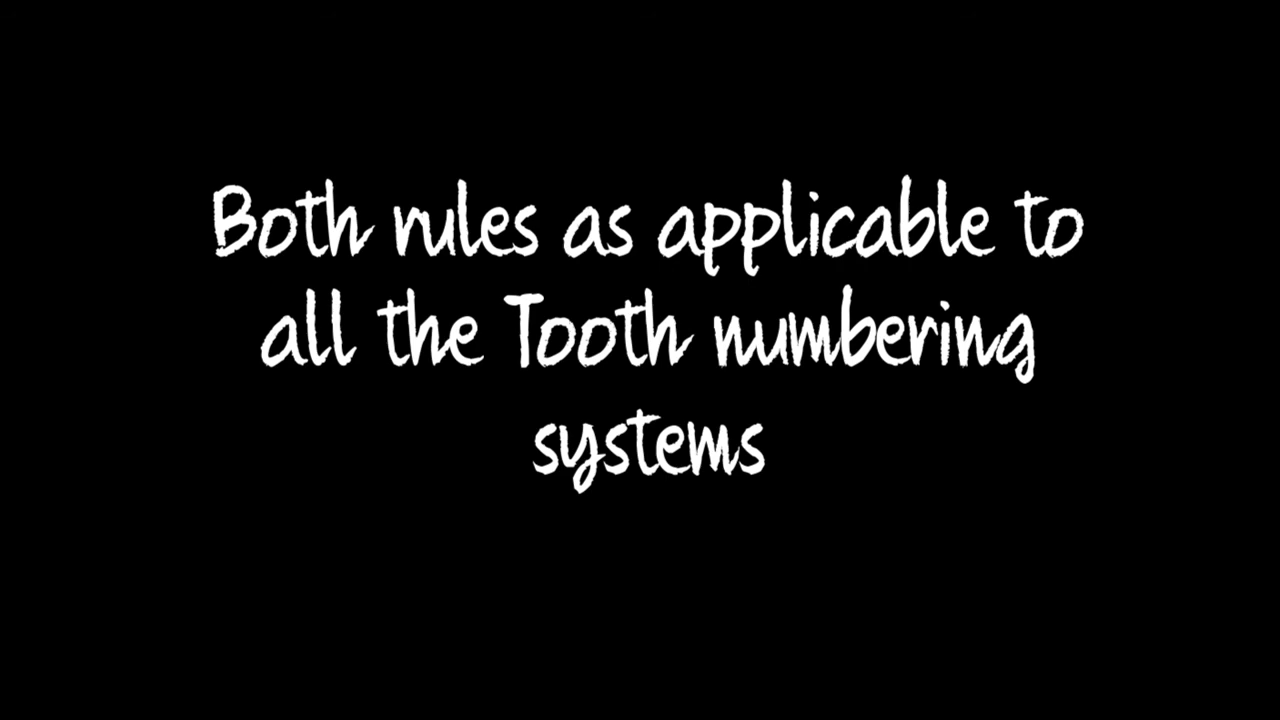 Both rules as applicable to
all the Tooth numbering
systems